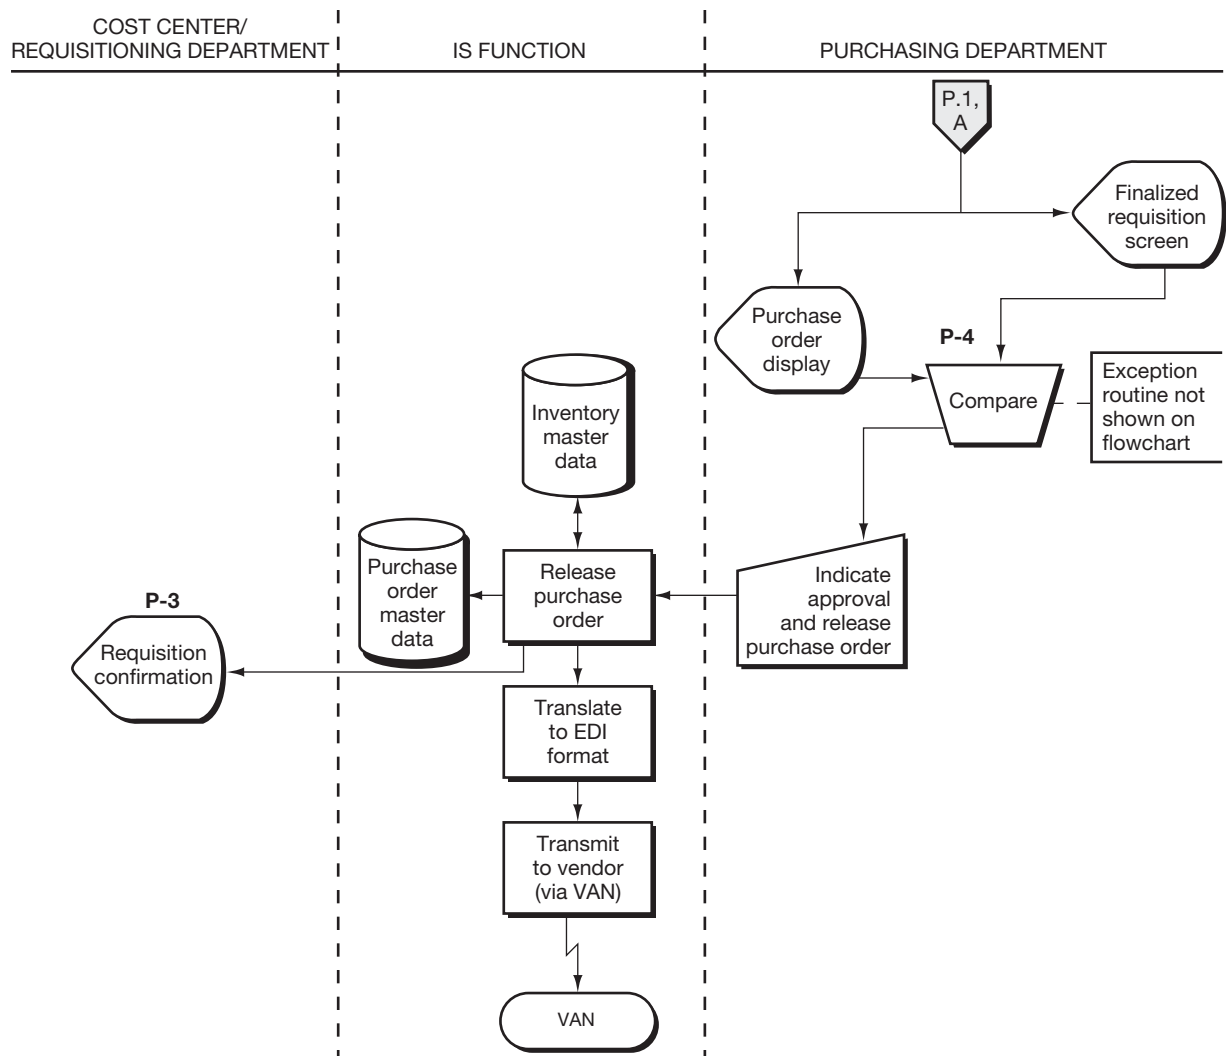 COST CENTER/
REQUISITIONING DEPARTMENT
IS FUNCTION
PURCHASING DEPARTMENT
P.1,
A
Finalized
requisition
screen
Purchase
order
display
P-4
Compare
Exception
routine not
shown on
flowchart
Inventory
master
data
Purchase
order
master
data
Release
purchase
order
Indicate
approval
and release
purchase order
P-3
Requisition
confirmation
Translate
to EDI
format
Transmit
to vendor
(via VAN)
VAN